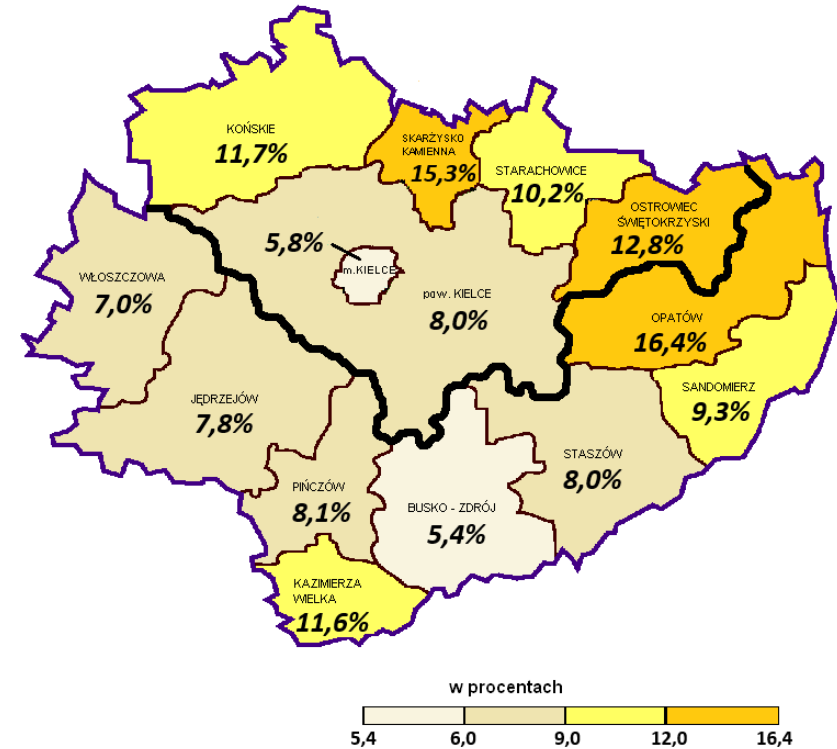 KOŃSKIE
11,7%
SKARŻYSKO
KAMIENNA
15,3%
STARACHOWICE
10,2%
OSTROWIEC
ŚWIĘTOKRZYSKI
12,8%
5,8%
m.KIELCE
WŁOSZCZOWA
7,0%
pow. KIELCE
8,0%
OPATÓW
16,4%
SANDOMIERZ
9,3%
JĘDRZEJÓW
7,8%
STASZÓW
8,0%
PIŃCZÓW
8,1%
BUSKO - ZDRÓJ
5,4%
KAZIMIERZA
WIELKA
11,6%
w procentach
5,4 6,0 9,0 12,0 16,4